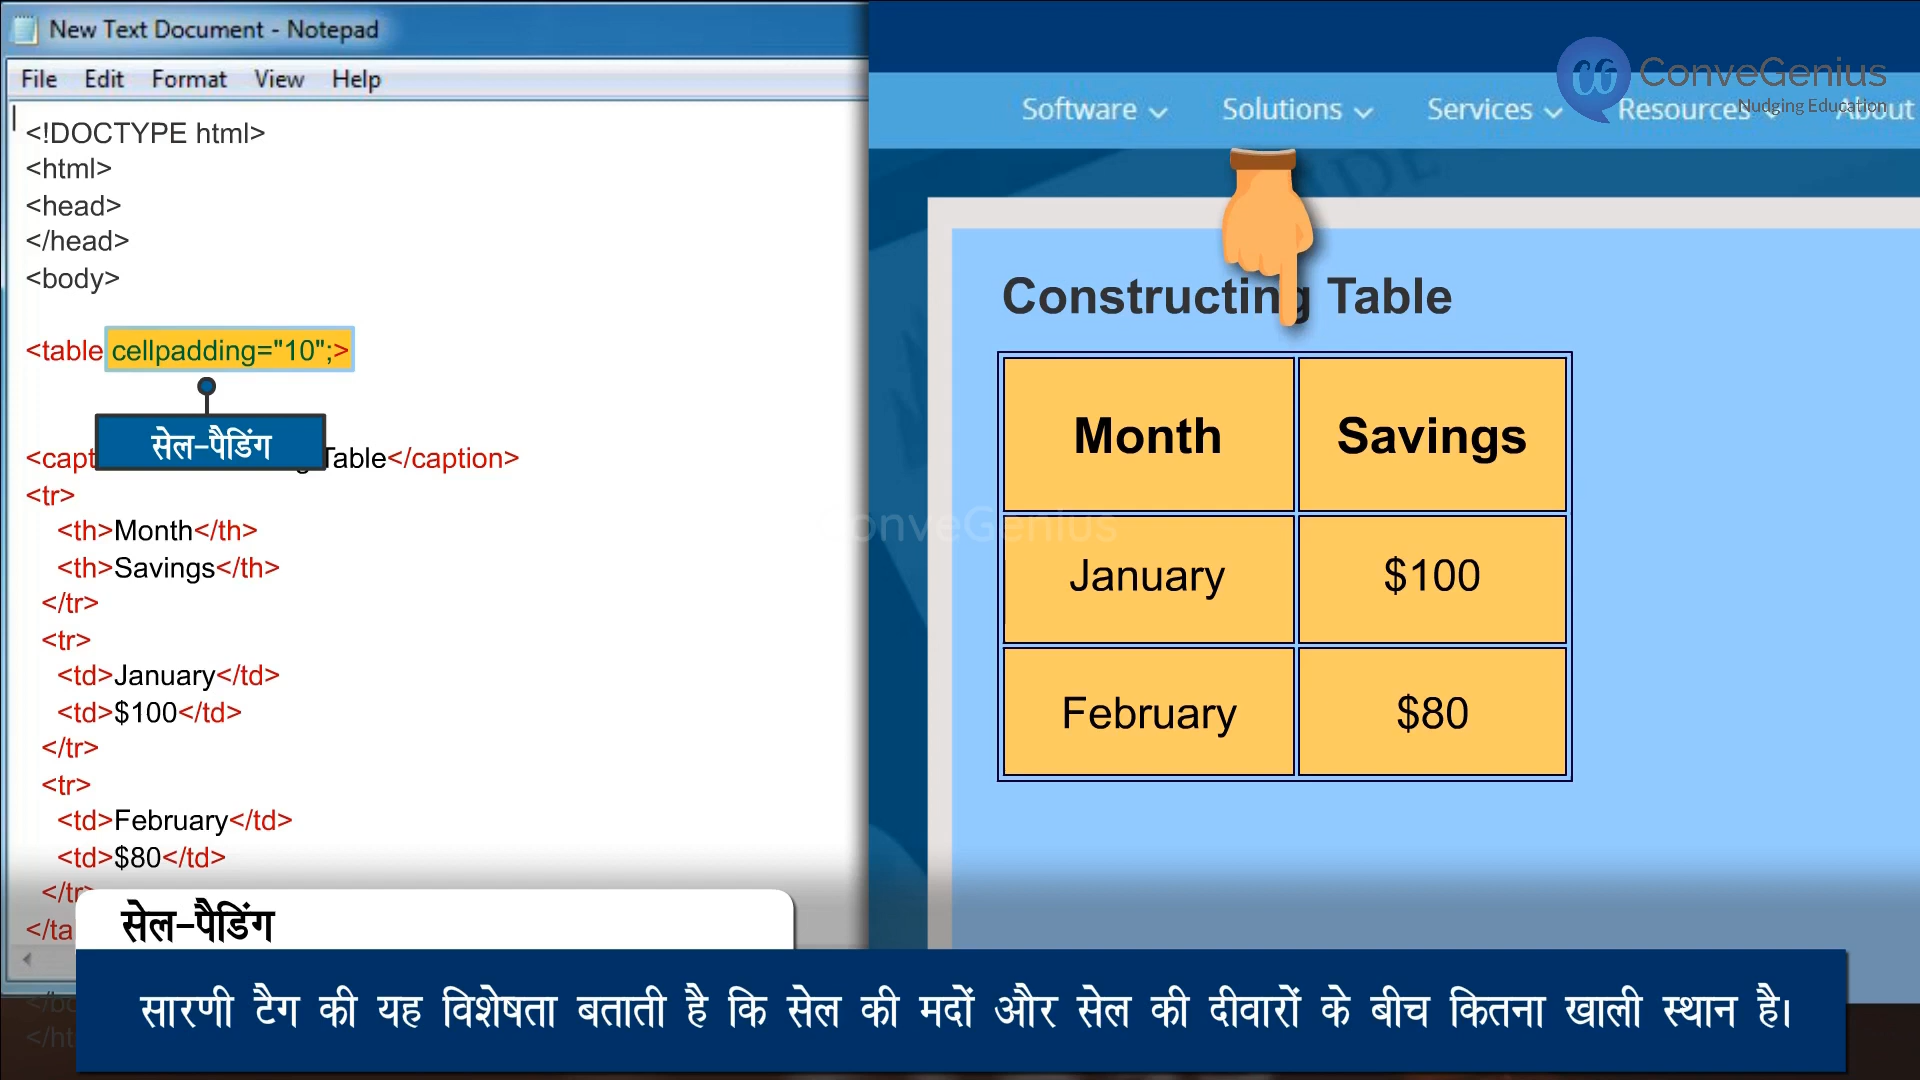 New Text Document - Notepad
File Edit Format View Help
<!DOCTYPE html>
<html>
<head>
</head>
<body>
<table cellpadding="10";>
सेल-पैडिंग
<capt Table</caption>
<tr>
<th>Month</th>
<th>Savings</th>
</tr>
<tr>
<td>January</td>
<td>$100</td>
</tr>
<tr>
<td>February</td>
<td>$80</td>
</tr>
</ta
ConveGenius
Nudging Education
Software Solutions Services Resources About
Constructing Table
Month Savings
January $100
February $80
ConveGenius
सेल-पैडिंग
सारणी टैग की यह विशेषता बताती है कि सेल की मदों और सेल की दीवारों के बीच कितना खाली स्थान है।